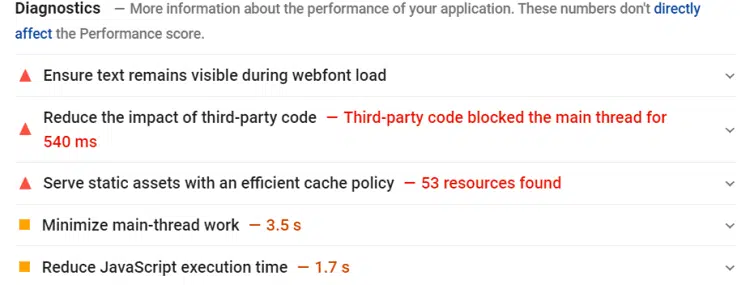 Diagnostics — More information about the performance of your application. These numbers don't directly
affect the Performance score.
Ensure text remains visible during webfont load
Reduce the impact of third-party code — Third-party code blocked the main thread for
540 ms
Serve static assets with an efficient cache policy — 53 resources found
Minimize main-thread work — 3.5 s
Reduce JavaScript execution time — 1.7 s